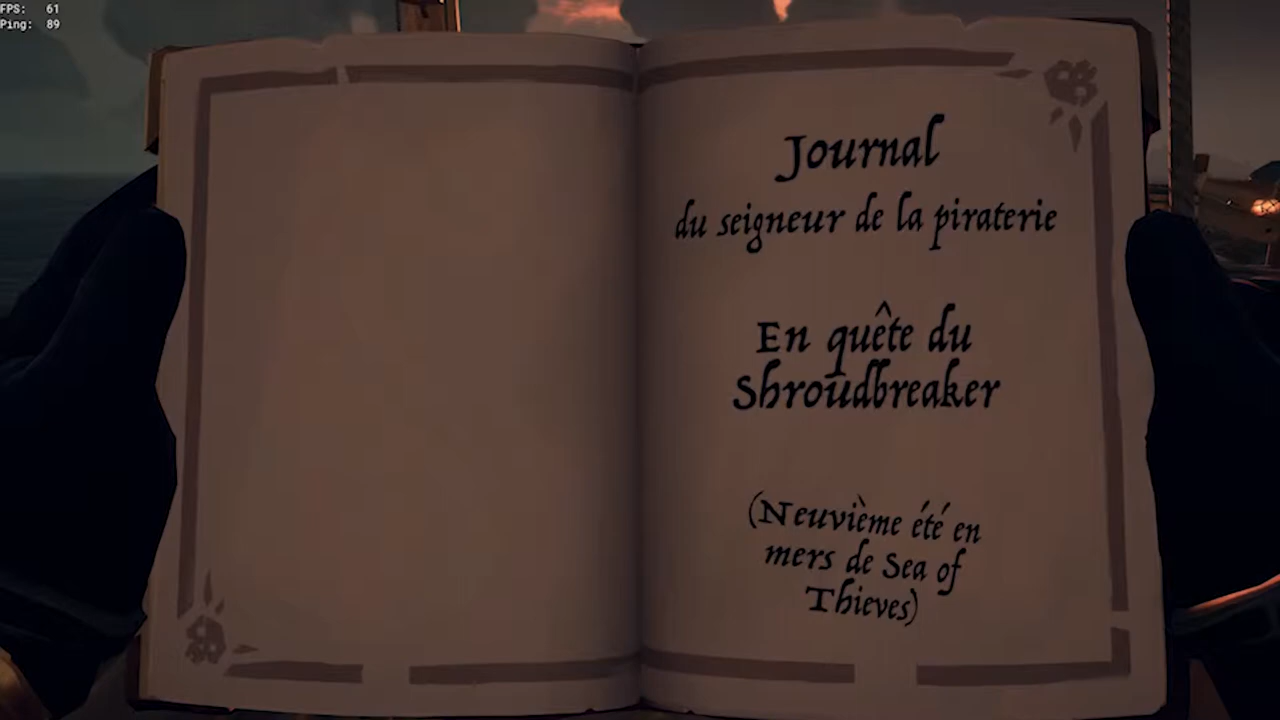 FPS: 61
Ping: 89
Journal
du seigneur de la piraterie
En quête du
Shroudbreaker
(Neuvième été en
mers de Sea of
Thieves)